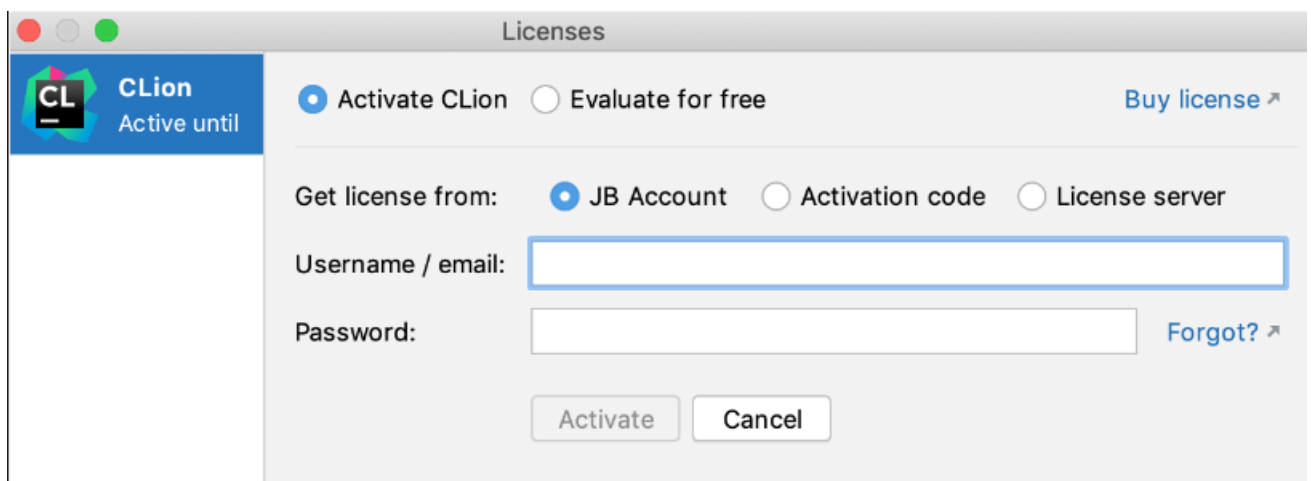 Licenses
CL
CLion
Active until
Activate CLion Evaluate for free Buy license
Get license from: JB Account Activation code License server
Username / email:
Password: Forgot?
Activate Cancel